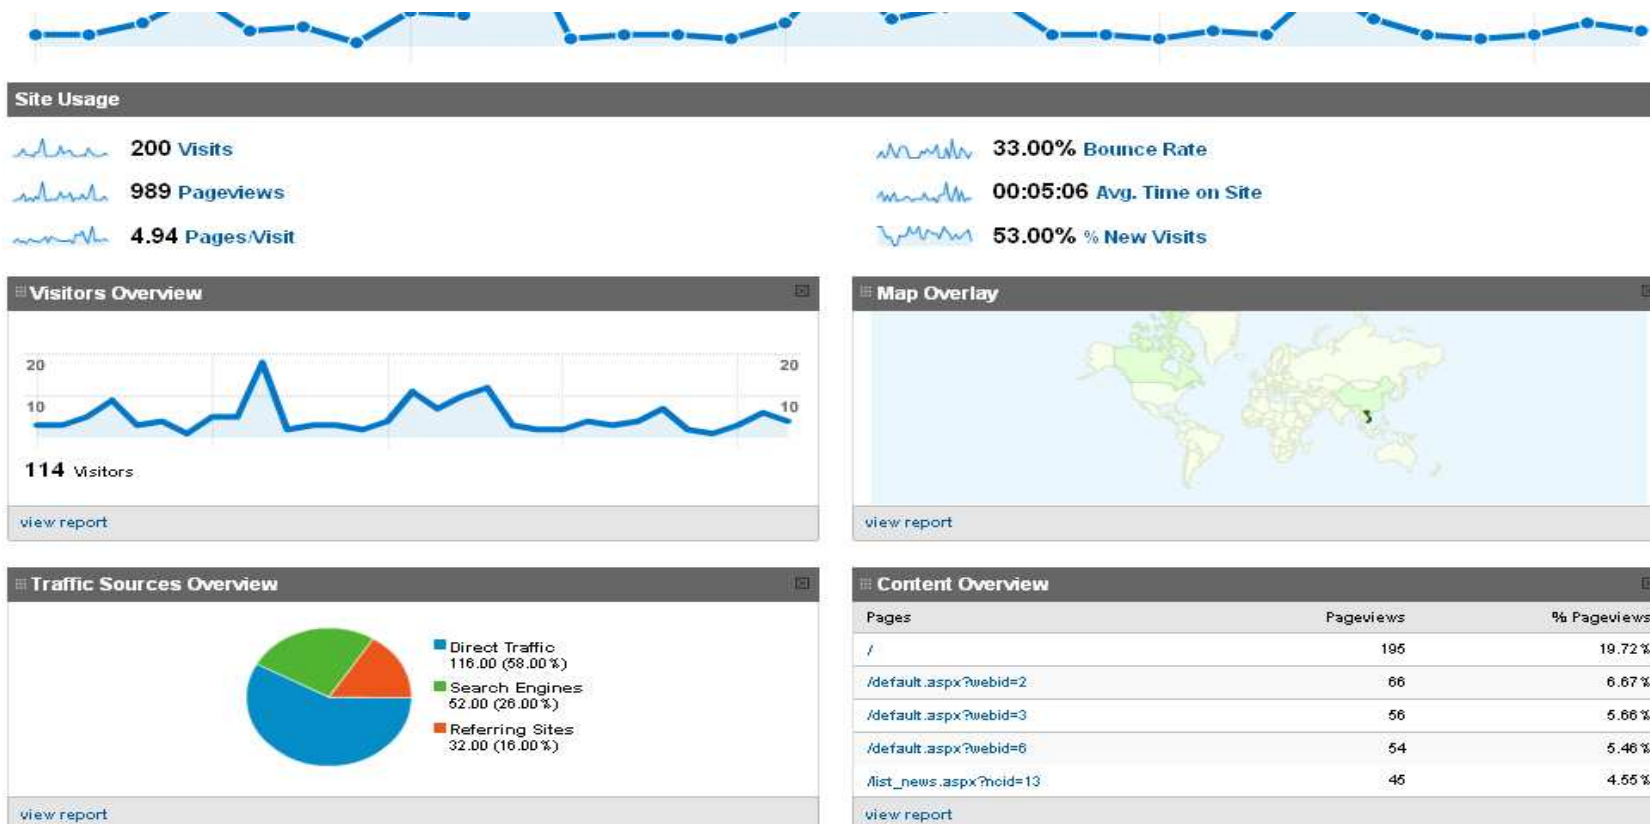 Site Usage
200 Visits
33.00% Bounce Rate
989 Pageviews
00:05:06 Avg. Time on Site
4.94 Pages/Visit
53.00% % New Visits
Visitors Overview
20 20
10 10
114 Visitors
view report
Map Overlay
view report
Traffic Sources Overview
Direct Traffic
116.00 (58.00%)
Search Engines
52.00 (26.00%)
Referring Sites
32.00 (16.00%)
view report
Content Overview
Pages Pageviews % Pageviews
/ 195 19.72%
/default.aspx?webid=2 66 6.67%
/default.aspx?webid=3 56 5.66%
/default.aspx?webid=6 54 5.46%
/list_news.aspx?ncid=13 45 4.55%
view report